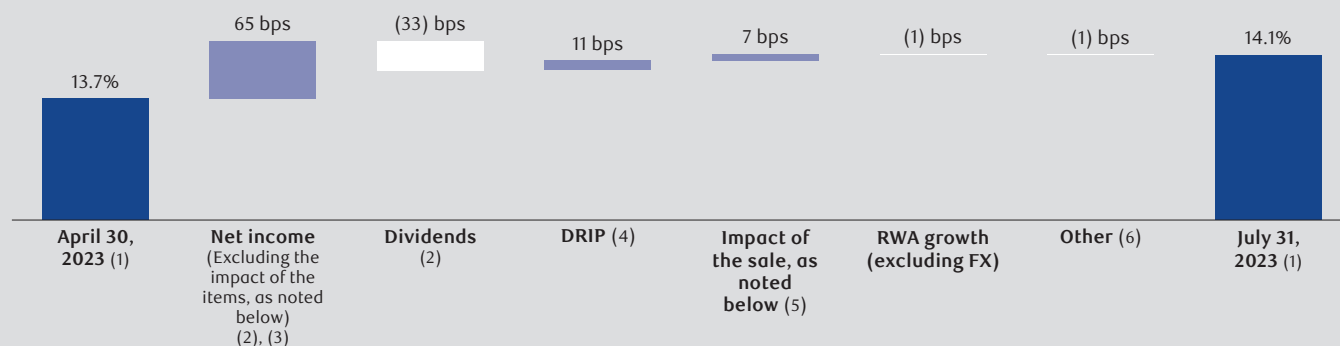 13.7%
65 bps
(33) bps
11 bps
7 bps
(1) bps
(1) bps
14.1%
April 30,
2023 (1)
Net income
(Excluding the
impact of the
items, as noted
below)
(2), (3)
Dividends
(2)
DRIP (4)
Impact of
the sale, as
noted
below (5)
RWA growth
(excluding FX)
Other (6)
July 31,
2023 (1)